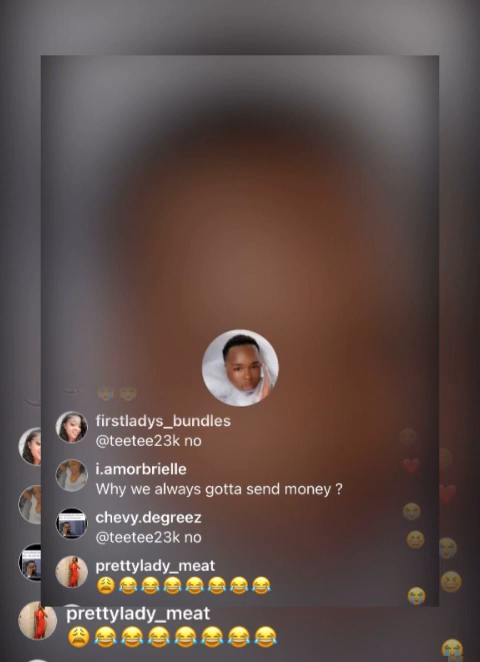 firstladys_bundles
@teetee23k no
i.amorbrielle
Why we always gotta send money ?
chevy.degreez
@teetee23k no
prettylady_meat
😩😂😂😂😂😂😂😂
prettylady_meat
😩😂😂😂😂😂😂😂